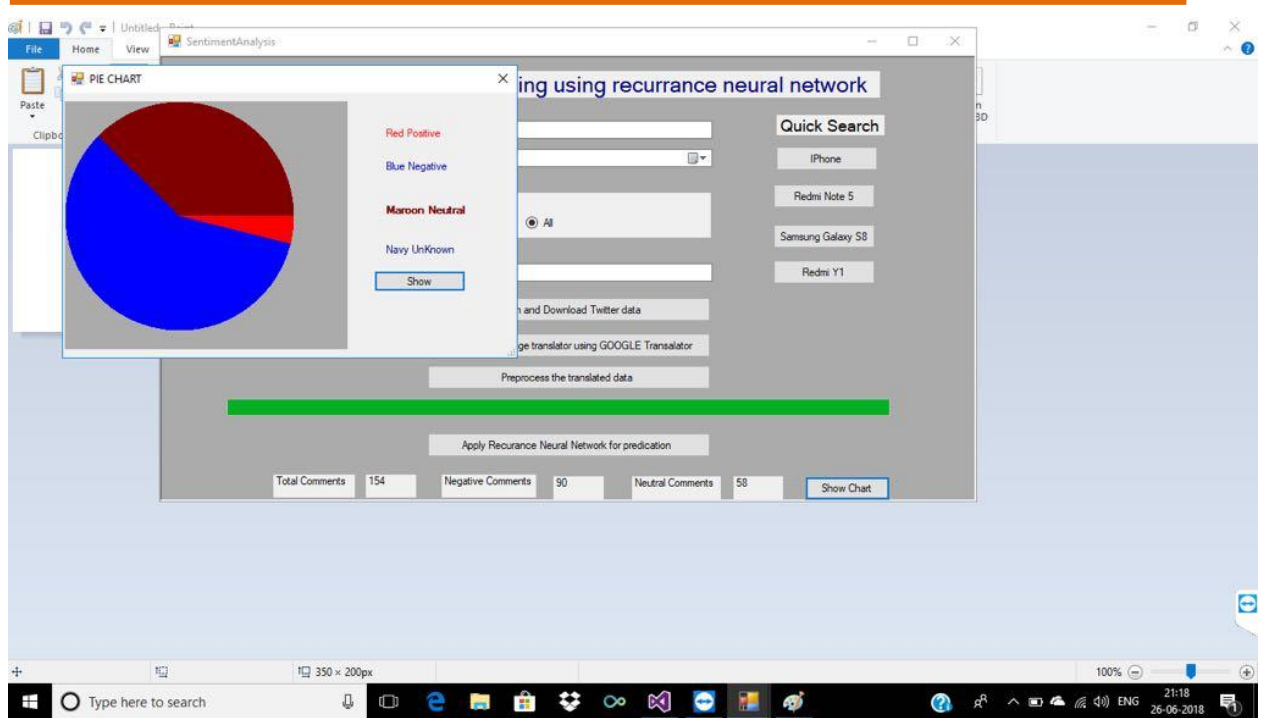 Untitled - Paint
SentimentAnalysis
File Home View
PIE CHART
ing using recurrance neural network
Paste
Clipbo
3D
Red Positive
Blue Negative
Maroon Neutral
Navy UnKnown
Show
All
Quick Search
IPhone
Redmi Note 5
Samsung Galaxy S8
Redmi Y1
and Download Twitter data
ge translator using GOOGLE Transalator
Preprocess the translated data
Apply Recurance Neural Network for predication
Total Comments 154 Negative Comments 90 Neutral Comments 58 Show Chart
350 × 200px 100%
Type here to search
ENG 21:18
26-06-2018